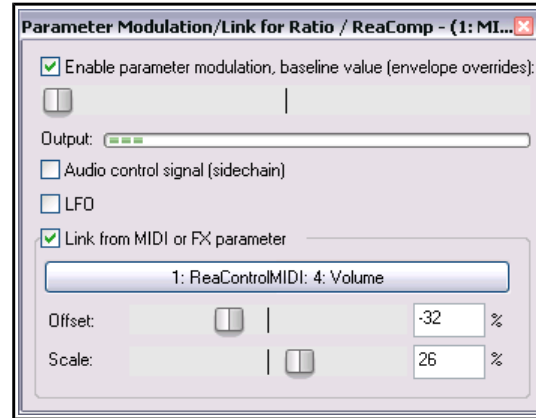 Parameter Modulation/Link for Ratio / ReaComp - (1: MI...
Enable parameter modulation, baseline value (envelope overrides):
Output:
Audio control signal (sidechain)
LFO
Link from MIDI or FX parameter
1: ReaControlMIDI: 4: Volume
Offset: -32 %
Scale: 26 %